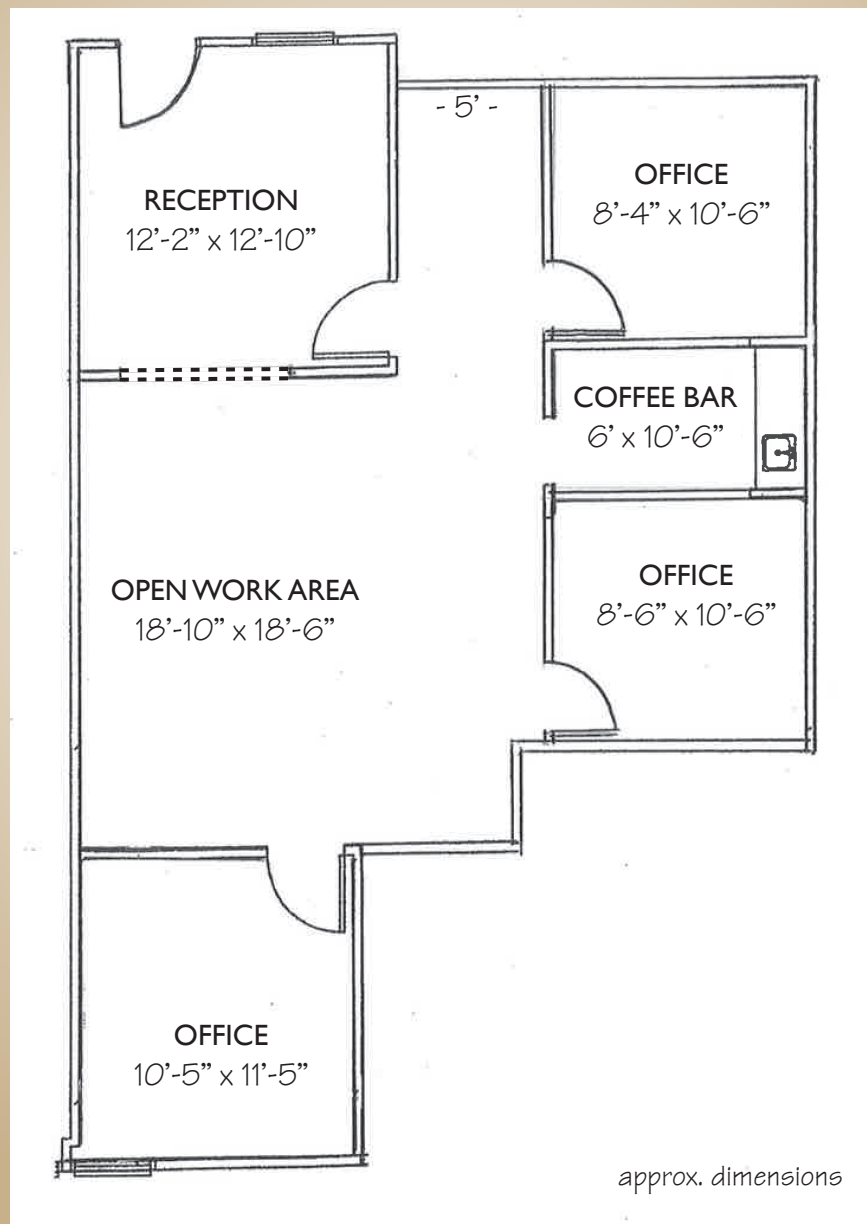 - 5’ -
RECEPTION
12’-2” x 12’-10”
OFFICE
8’-4” x 10’-6”
COFFEE BAR
6’ x 10’-6”
OPEN WORK AREA
18’-10” x 18’-6”
OFFICE
8’-6” x 10’-6”
OFFICE
10’-5” x 11’-5”
approx. dimensions